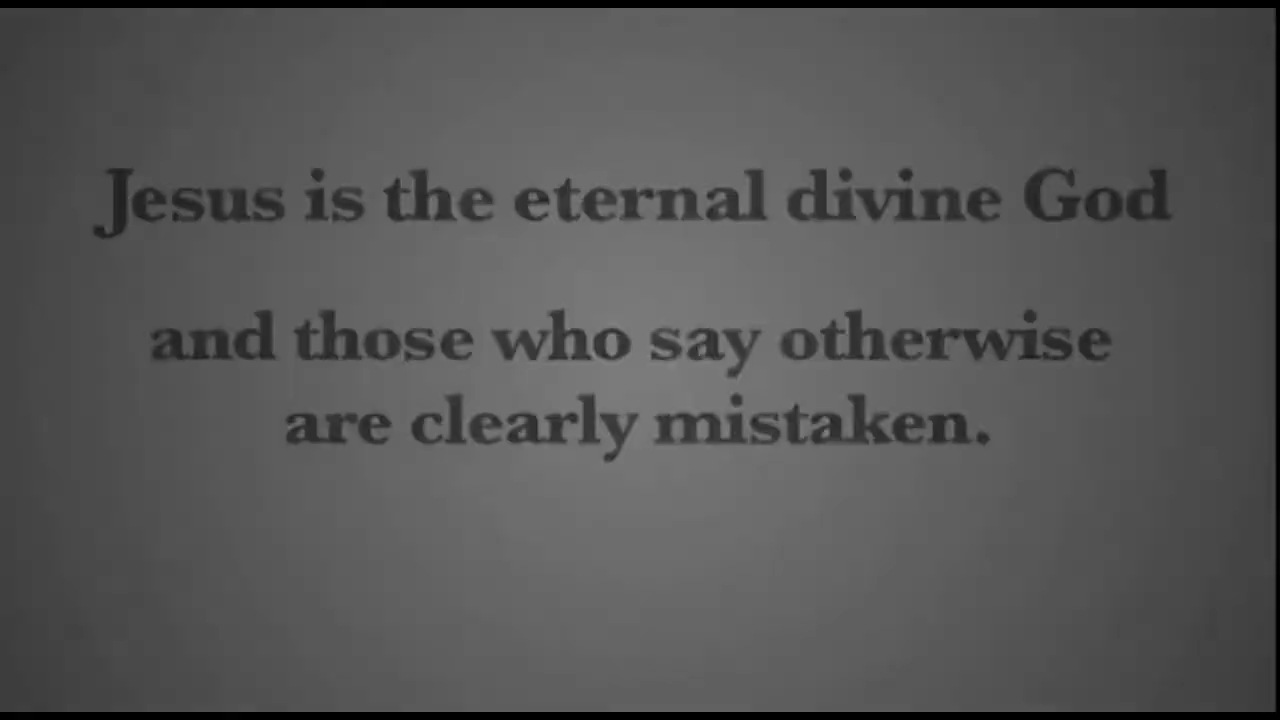 Jesus is the eternal divine God
and those who say otherwise
are clearly mistaken.